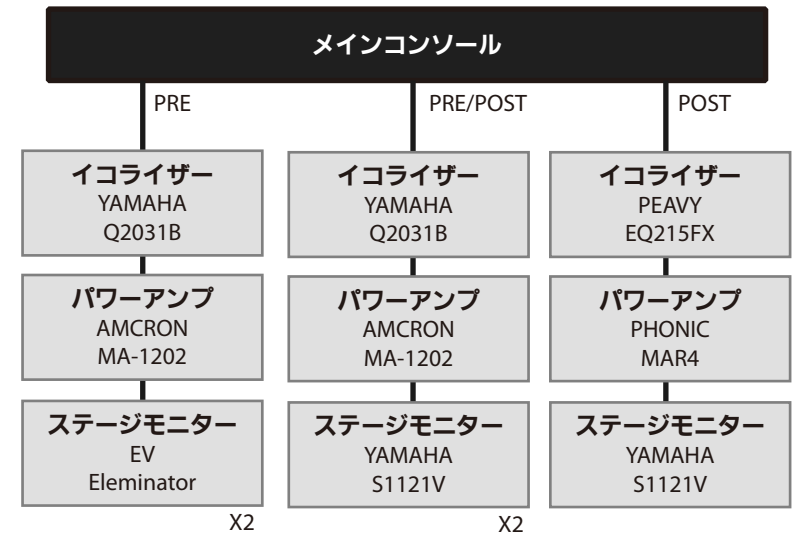 メインコンソール
PRE
PRE/POST
POST
イコライザー
YAMAHA
Q2031B
イコライザー
YAMAHA
Q2031B
イコライザー
PEAVY
EQ215FX
パワーアンプ
AMCRON
MA-1202
パワーアンプ
AMCRON
MA-1202
パワーアンプ
PHONIC
MAR4
ステージモニター
EV
Eleminator
ステージモニター
YAMAHA
S1121V
ステージモニター
YAMAHA
S1121V
X2
X2